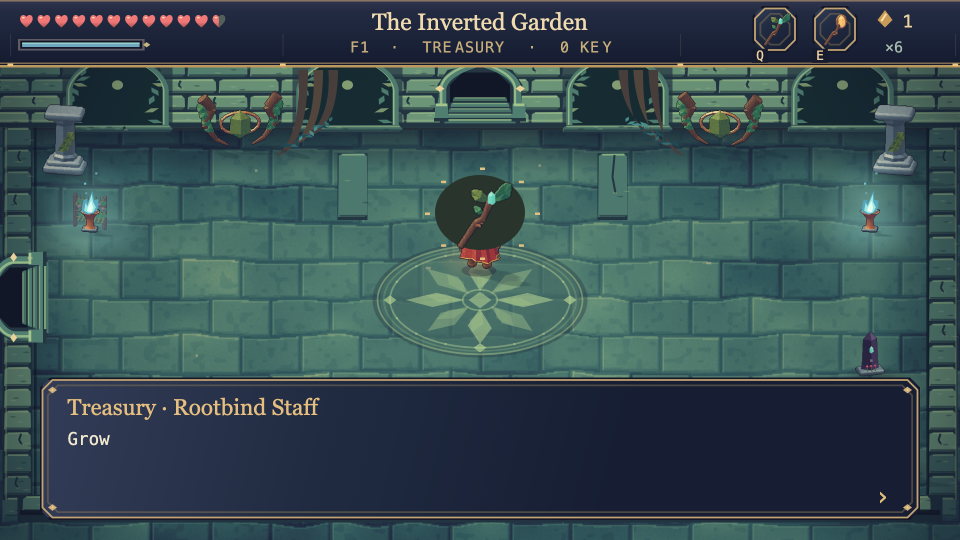 The Inverted Garden
F1 · TREASURY · 0 KEY
Q
E
1
×6
Treasury · Rootbind Staff
Grow
›